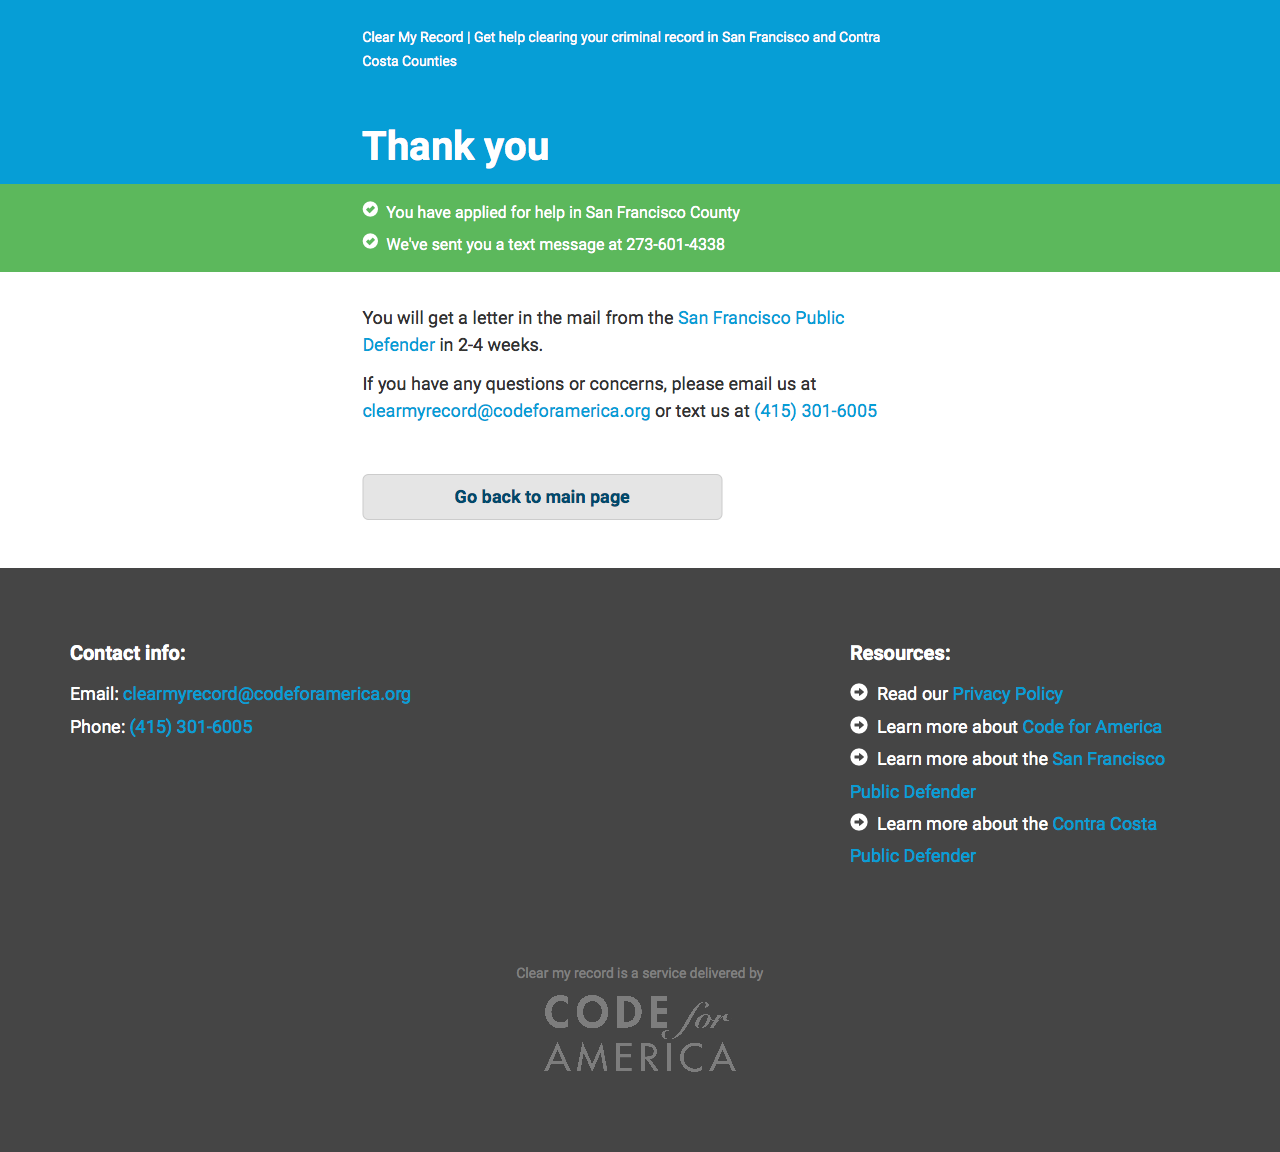 Clear My Record | Get help clearing your criminal record in San Francisco and Contra
Costa Counties
Thank you
You have applied for help in San Francisco County
We've sent you a text message at 273-601-4338
You will get a letter in the mail from the San Francisco Public
Defender in 2-4 weeks.
If you have any questions or concerns, please email us at
clearmyrecord@codeforamerica.org or text us at (415) 301-6005
Go back to main page
Contact info:
Email: clearmyrecord@codeforamerica.org
Phone: (415) 301-6005
Resources:
Read our Privacy Policy
Learn more about Code for America
Learn more about the San Francisco
Public Defender
Learn more about the Contra Costa
Public Defender
Clear my record is a service delivered by
CODE for
AMERICA